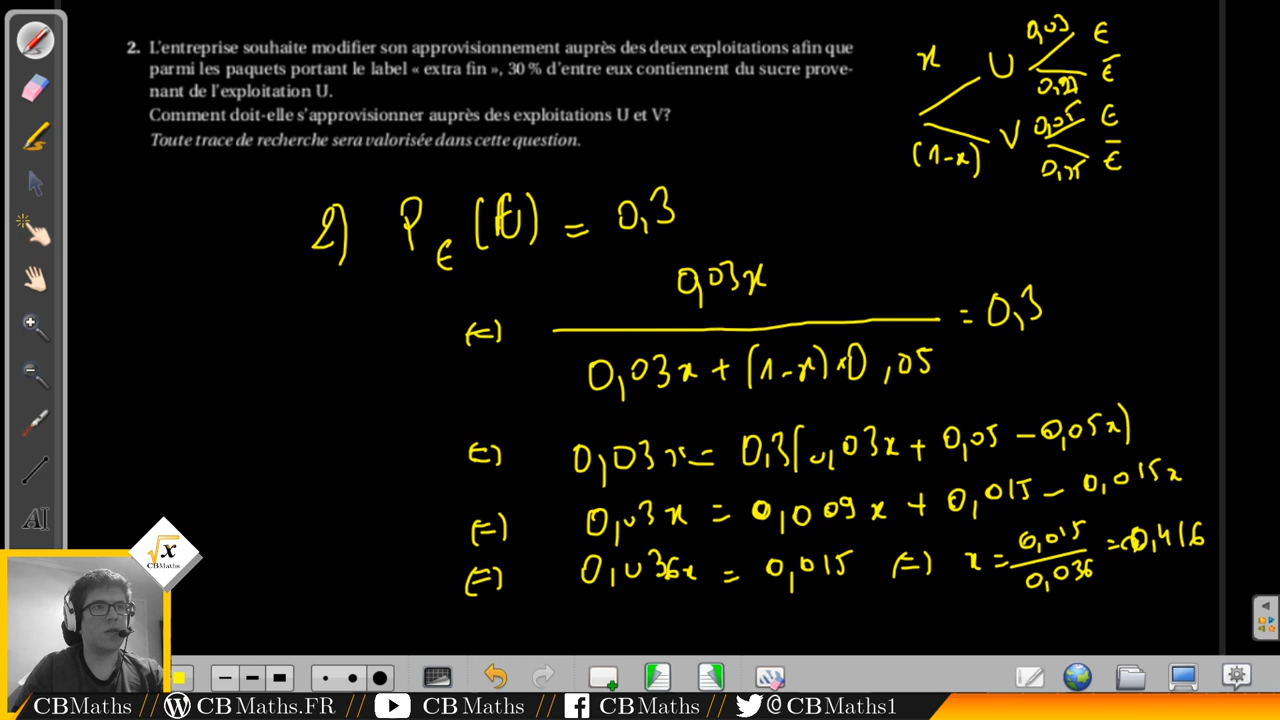 2. L'entreprise souhaite modifier son approvisionnement auprès des deux exploitations afin que
parmi les paquets portant le label « extra fin », 30 % d'entre eux contiennent du sucre prove-
nant de l'exploitation U.
Comment doit-elle s'approvisionner auprès des exploitations U et V?
Toute trace de recherche sera valorisée dans cette question.
x U 0,03 E
0,97 E̅
(1-x) V 0,05 E
0,95 E̅
2) P_E (U) = 0,3
(=) 0,03x / (0,03x + (1-x)×0,05) = 0,3
(=) 0,03x = 0,3(0,03x + 0,05 - 0,05x)
(=) 0,03x = 0,009x + 0,015 - 0,015x
(=) 0,036x = 0,015 (=) x = 0,015 / 0,036 = 0,416
AI
√x
CBMaths
CBMaths // CBMaths.FR // CBMaths // CBMaths // @CBMaths1